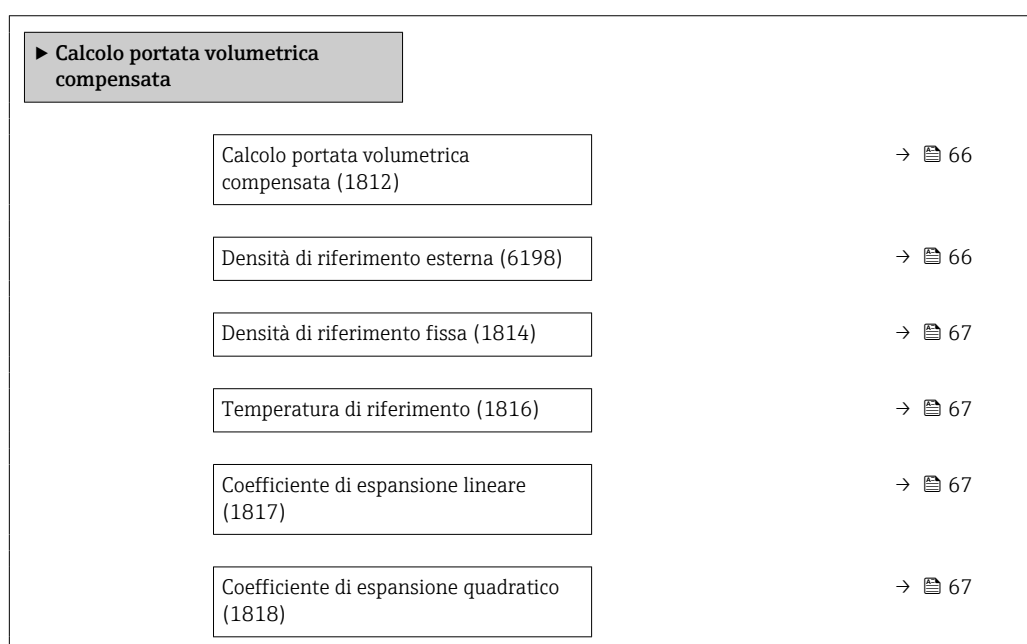 ▶ Calcolo portata volumetrica
compensata
Calcolo portata volumetrica
compensata (1812)
→ 66
Densità di riferimento esterna (6198)
→ 66
Densità di riferimento fissa (1814)
→ 67
Temperatura di riferimento (1816)
→ 67
Coefficiente di espansione lineare
(1817)
→ 67
Coefficiente di espansione quadratico
(1818)
→ 67